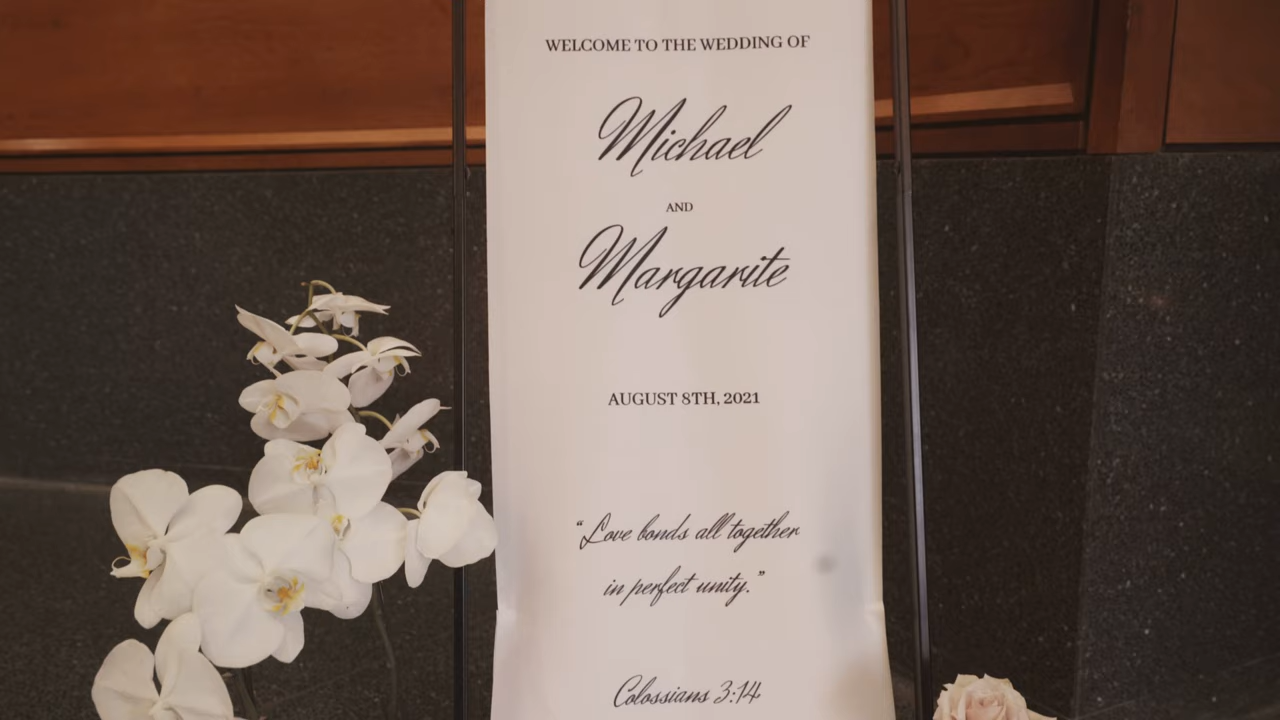 WELCOME TO THE WEDDING OF
Michael
AND
Margarite
AUGUST 8TH, 2021
“Love bonds all together
in perfect unity.”
Colossians 3:14